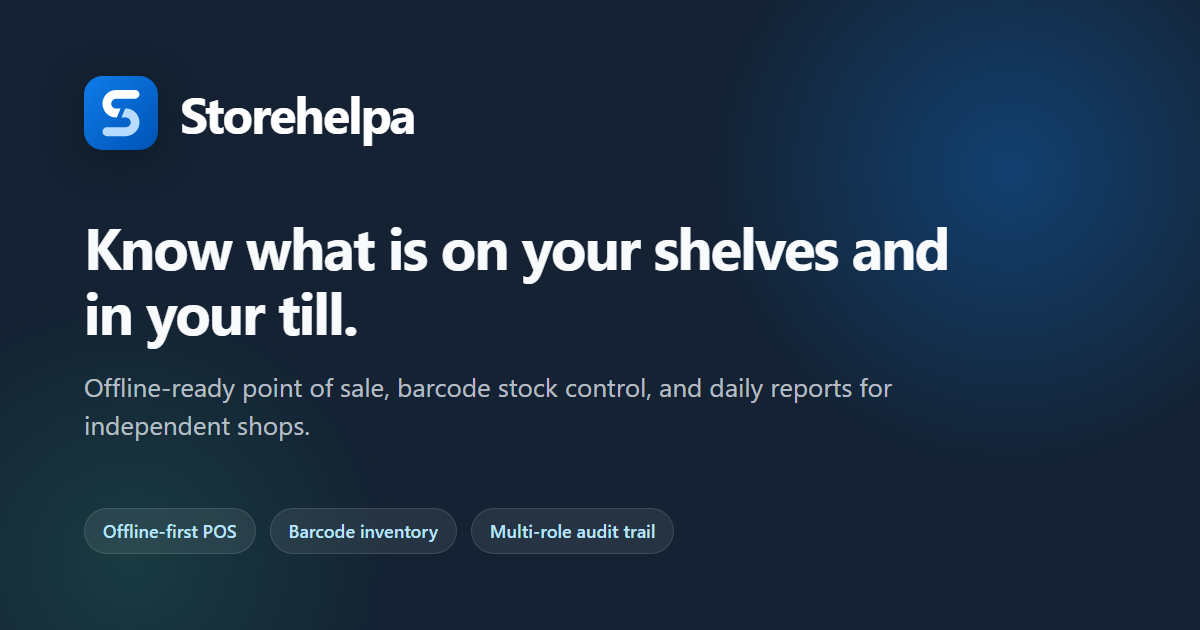 Storehelpa
Know what is on your shelves and
in your till.
Offline-ready point of sale, barcode stock control, and daily reports for
independent shops.
Offline-first POS
Barcode inventory
Multi-role audit trail